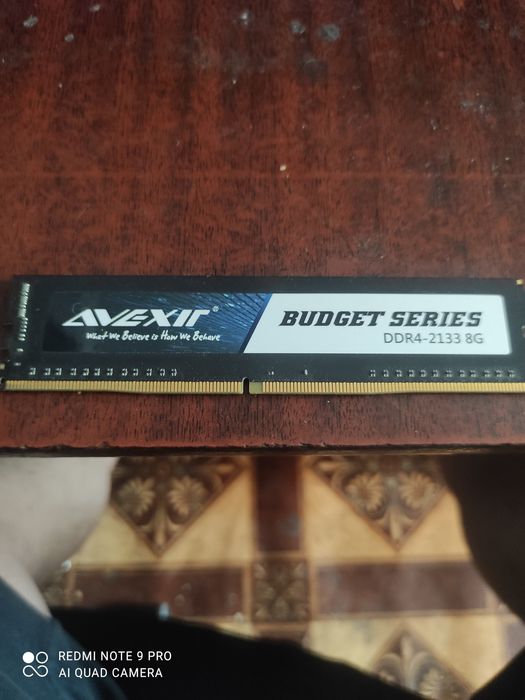 AVEXIR®
What We Believe is How We Behave
BUDGET SERIES
DDR4-2133 8G
REDMI NOTE 9 PRO
AI QUAD CAMERA